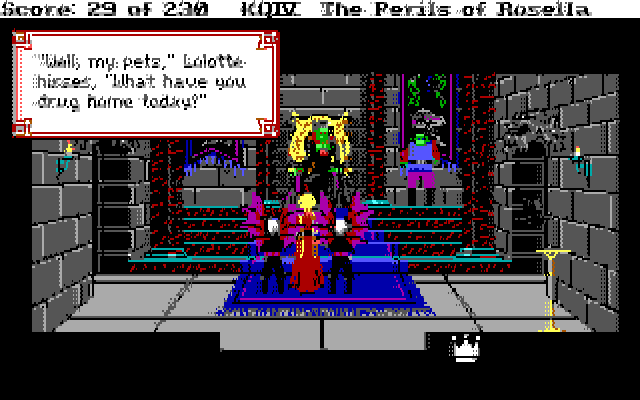 Score: 29 of 230 KQIV The Perils of Rosella
"Well, my pets," Lolotte
hisses, "What have you
drug home today?"